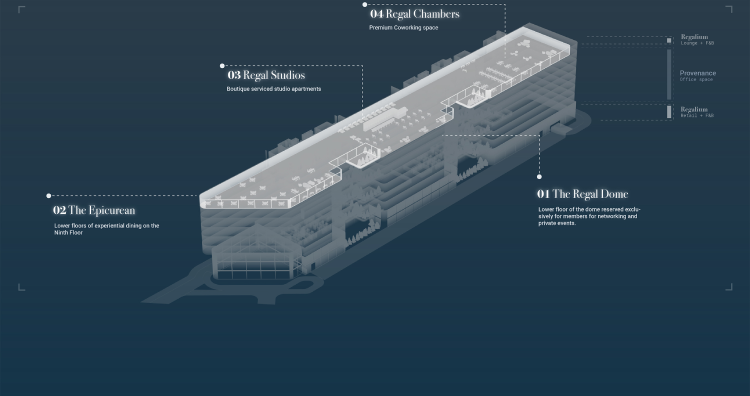 04 Regal Chambers
Premium Coworking space
Regalium
Lounge + F&B
03 Regal Studios
Boutique serviced studio apartments
Provenance
Office space
Regalium
Retail + F&B
01 The Regal Dome
Lower floor of the dome reserved exclu-
sively for members for networking and
private events.
02 The Epicurean
Lower floors of experiential dining on the
Ninth Floor